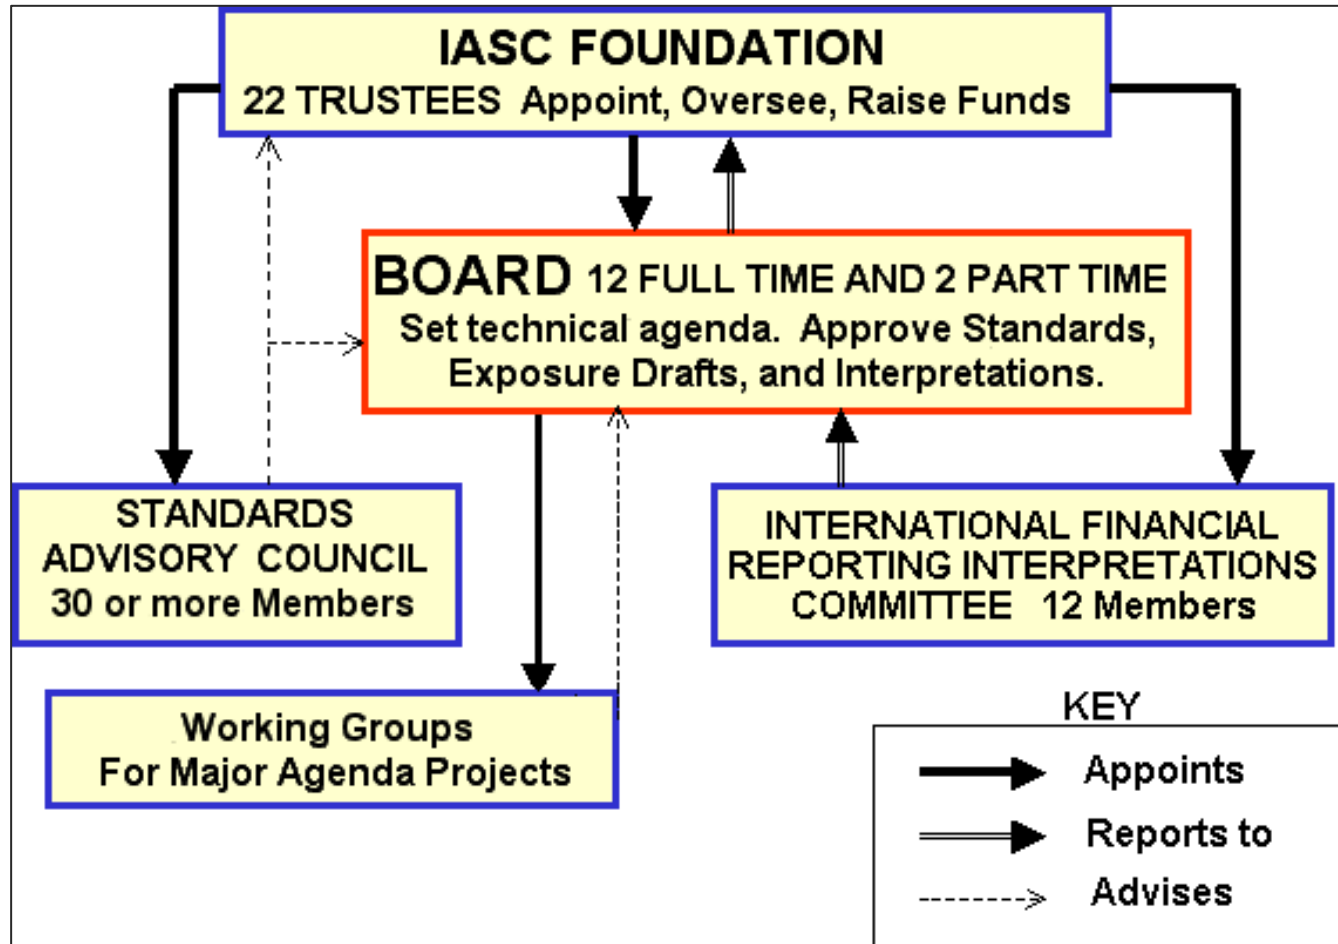 IASC FOUNDATION
22 TRUSTEES Appoint, Oversee, Raise Funds
BOARD 12 FULL TIME AND 2 PART TIME
Set technical agenda. Approve Standards,
Exposure Drafts, and Interpretations.
STANDARDS
ADVISORY COUNCIL
30 or more Members
INTERNATIONAL FINANCIAL
REPORTING INTERPRETATIONS
COMMITTEE 12 Members
Working Groups
For Major Agenda Projects
KEY
Appoints
Reports to
Advises